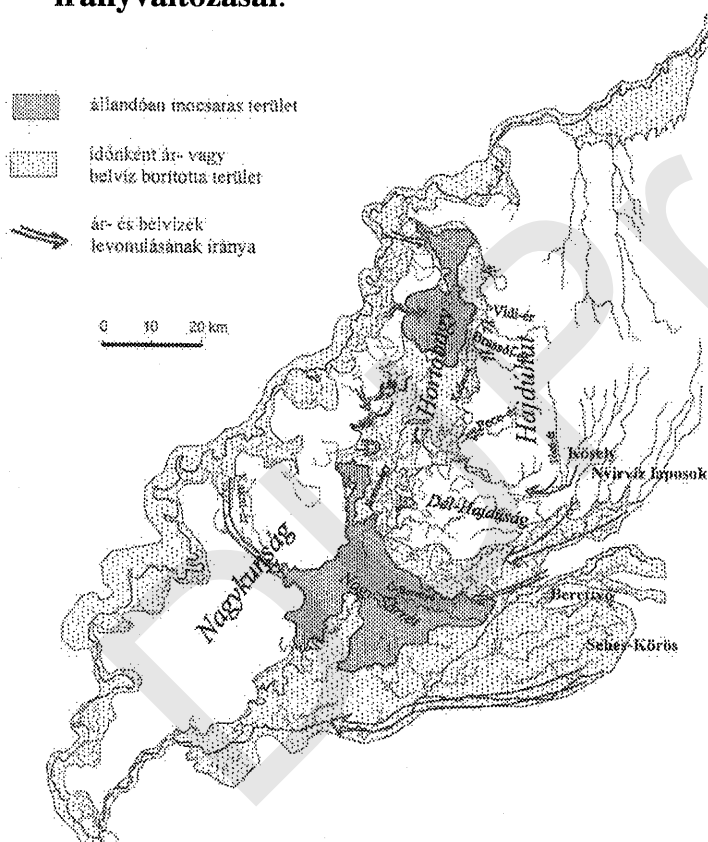 irányváltozásai.
állandóan mocsaras terület
időnként ár- vagy
belvíz borította terület
ár- és belvizek
levonulásának iránya
0 10 20 km
Vidi-ér
Hortobágy
Hajdúhát
Kösely
Nyírvíz laposok
Dél-Hajdúság
Nagykunság
Berettyó
Sebes-Körös